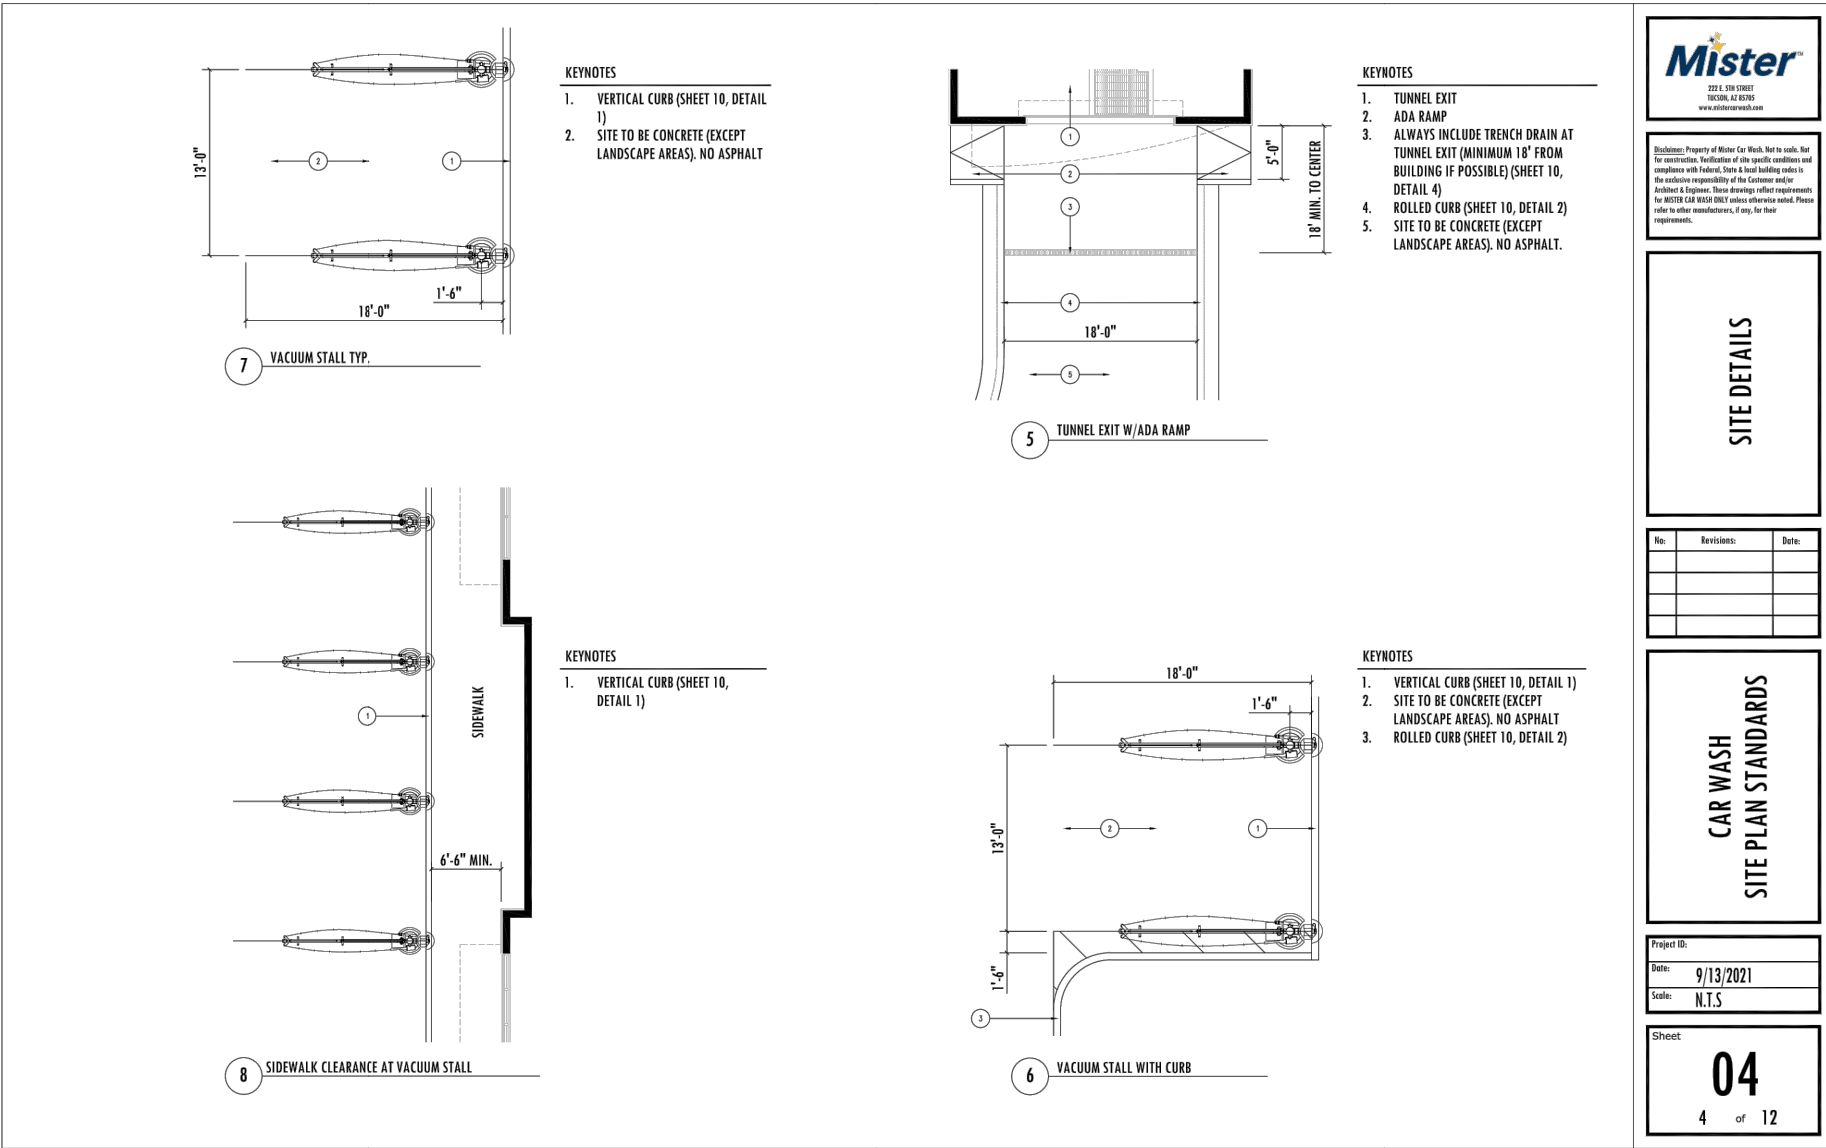 13'-0"
2
1
1'-6"
18'-0"
7
VACUUM STALL TYP.
KEYNOTES
1. VERTICAL CURB (SHEET 10, DETAIL
1)
2. SITE TO BE CONCRETE (EXCEPT
LANDSCAPE AREAS). NO ASPHALT
1
2
3
4
18'-0"
5
5'-0"
18' MIN. TO CENTER
5
TUNNEL EXIT W/ADA RAMP
KEYNOTES
1. TUNNEL EXIT
2. ADA RAMP
3. ALWAYS INCLUDE TRENCH DRAIN AT
TUNNEL EXIT (MINIMUM 18' FROM
BUILDING IF POSSIBLE) (SHEET 10,
DETAIL 4)
4. ROLLED CURB (SHEET 10, DETAIL 2)
5. SITE TO BE CONCRETE (EXCEPT
LANDSCAPE AREAS). NO ASPHALT.
1
SIDEWALK
6'-6" MIN.
8
SIDEWALK CLEARANCE AT VACUUM STALL
KEYNOTES
1. VERTICAL CURB (SHEET 10,
DETAIL 1)
18'-0"
1'-6"
13'-0"
2
1
1'-6"
3
6
VACUUM STALL WITH CURB
KEYNOTES
1. VERTICAL CURB (SHEET 10, DETAIL 1)
2. SITE TO BE CONCRETE (EXCEPT
LANDSCAPE AREAS). NO ASPHALT
3. ROLLED CURB (SHEET 10, DETAIL 2)
Mister™
222 E. 5TH STREET
TUCSON, AZ 85705
www.mistercarwash.com
Disclaimer: Property of Mister Car Wash. Not to scale. Not
for construction. Verification of site specific conditions and
compliance with Federal, State & local building codes is
the exclusive responsibility of the Customer and/or
Architect & Engineer. These drawings reflect requirements
for MISTER CAR WASH ONLY unless otherwise noted. Please
refer to other manufacturers, if any, for their
requirements.
SITE DETAILS
No: Revisions: Date:
CAR WASH
SITE PLAN STANDARDS
Project ID:
Date: 9/13/2021
Scale: N.T.S
Sheet
04
4 of 12